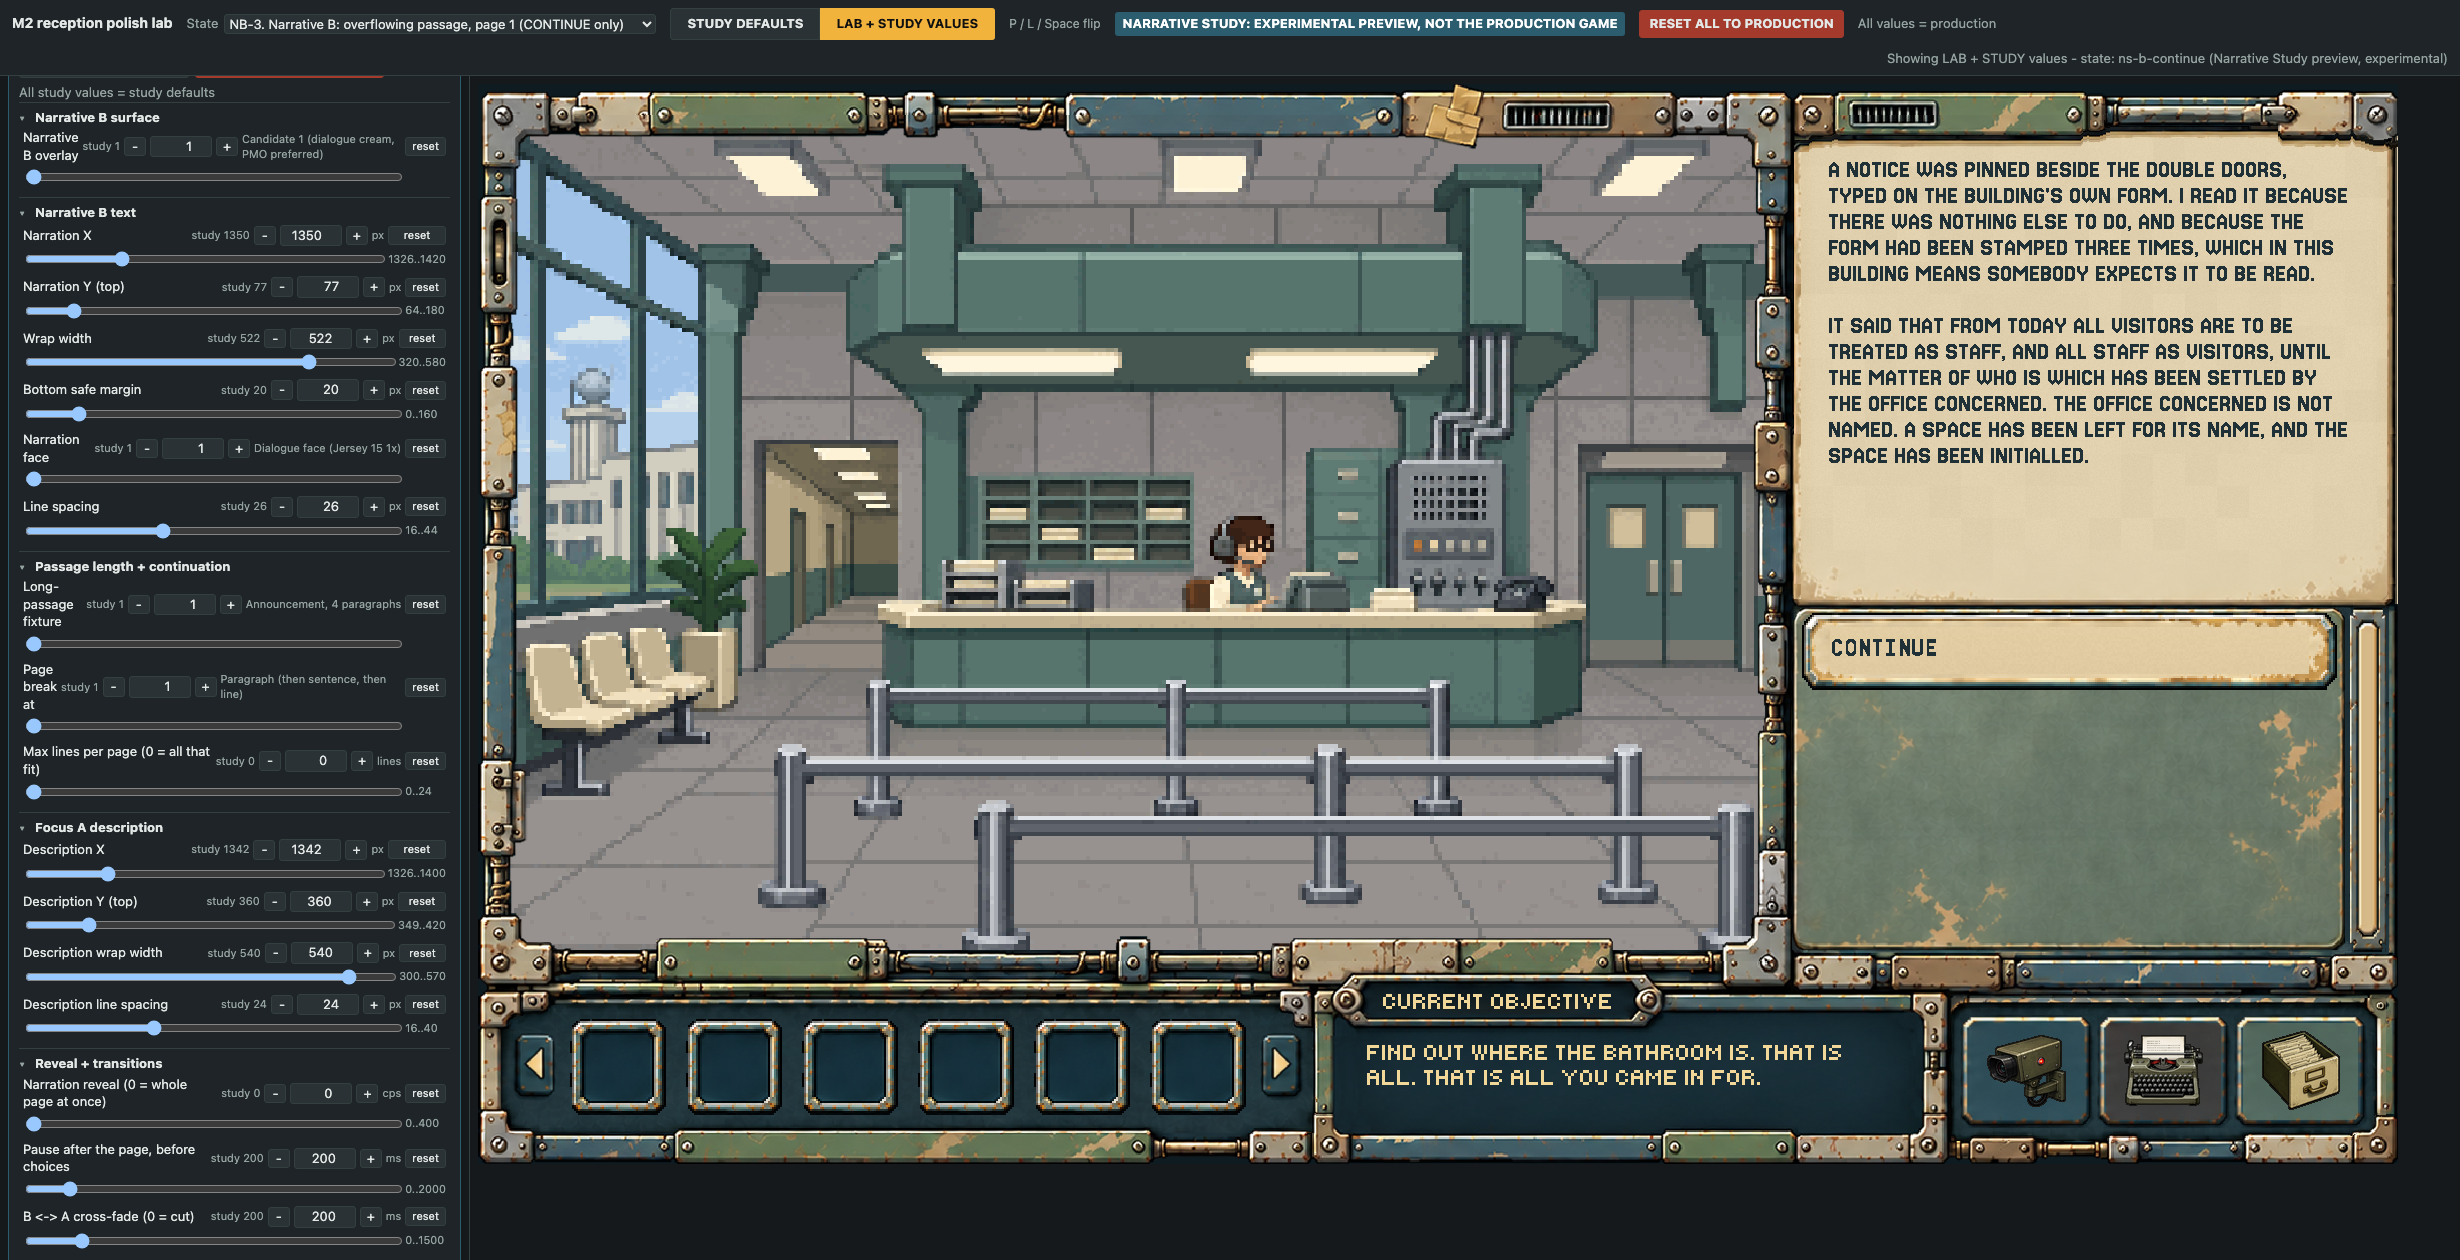 M2 reception polish lab State NB-3. Narrative B: overflowing passage, page 1 (CONTINUE only) STUDY DEFAULTS LAB + STUDY VALUES P / L / Space flip NARRATIVE STUDY: EXPERIMENTAL PREVIEW, NOT THE PRODUCTION GAME RESET ALL TO PRODUCTION All values = production
Showing LAB + STUDY values - state: ns-b-continue (Narrative Study preview, experimental)
All study values = study defaults
Narrative B surface
Narrative B overlay study 1 - 1 + Candidate 1 (dialogue cream, PMO preferred) reset
Narrative B text
Narration X study 1350 - 1350 + px reset
1326..1420
Narration Y (top) study 77 - 77 + px reset
64..180
Wrap width study 522 - 522 + px reset
320..580
Bottom safe margin study 20 - 20 + px reset
0..160
Narration face study 1 - 1 + Dialogue face (Jersey 15 1x) reset
Line spacing study 26 - 26 + px reset
16..44
Passage length + continuation
Long-passage fixture study 1 - 1 + Announcement, 4 paragraphs reset
Page break at study 1 - 1 + Paragraph (then sentence, then line) reset
Max lines per page (0 = all that fit) study 0 - 0 + lines reset
0..24
Focus A description
Description X study 1342 - 1342 + px reset
1326..1400
Description Y (top) study 360 - 360 + px reset
349..420
Description wrap width study 540 - 540 + px reset
300..570
Description line spacing study 24 - 24 + px reset
16..40
Reveal + transitions
Narration reveal (0 = whole page at once) study 0 - 0 + cps reset
0..400
Pause after the page, before choices study 200 - 200 + ms reset
0..2000
B <-> A cross-fade (0 = cut) study 200 - 200 + ms reset
0..1500
A NOTICE WAS PINNED BESIDE THE DOUBLE DOORS,
TYPED ON THE BUILDING'S OWN FORM. I READ IT BECAUSE
THERE WAS NOTHING ELSE TO DO, AND BECAUSE THE
FORM HAD BEEN STAMPED THREE TIMES, WHICH IN THIS
BUILDING MEANS SOMEBODY EXPECTS IT TO BE READ.
IT SAID THAT FROM TODAY ALL VISITORS ARE TO BE
TREATED AS STAFF, AND ALL STAFF AS VISITORS, UNTIL
THE MATTER OF WHO IS WHICH HAS BEEN SETTLED BY
THE OFFICE CONCERNED. THE OFFICE CONCERNED IS NOT
NAMED. A SPACE HAS BEEN LEFT FOR ITS NAME, AND THE
SPACE HAS BEEN INITIALLED.
CONTINUE
CURRENT OBJECTIVE
FIND OUT WHERE THE BATHROOM IS. THAT IS
ALL. THAT IS ALL YOU CAME IN FOR.